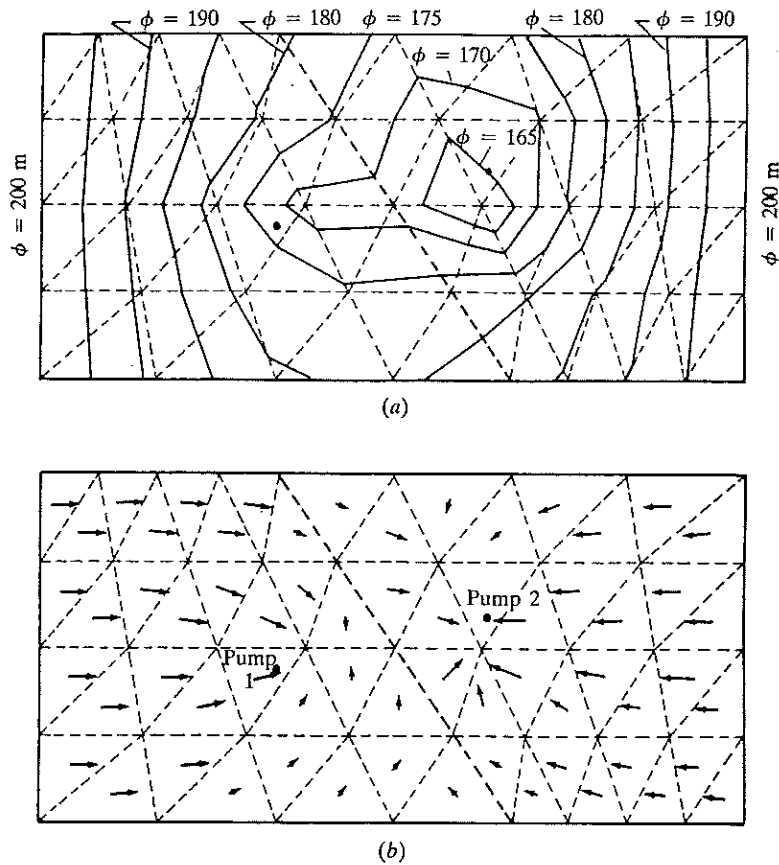 ϕ = 190 ϕ = 180 ϕ = 175 ϕ = 180 ϕ = 190
ϕ = 170
ϕ = 165
ϕ = 200 m
ϕ = 200 m
(a)
Pump 2
Pump
1
(b)